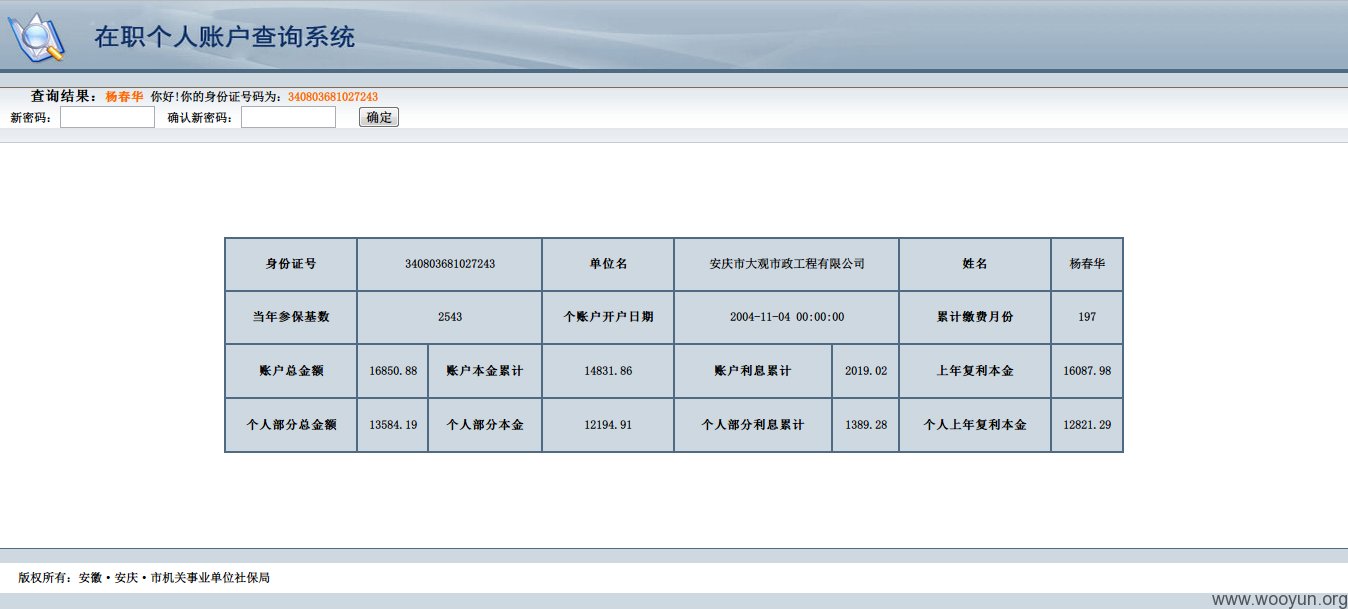 在职个人账户查询系统
查询结果：杨春华 你好!你的身份证号码为：340803681027243
新密码： 确认新密码： 确定
身份证号 340803681027243 单位名 安庆市大观市政工程有限公司 姓名 杨春华
当年参保基数 2543 个账户开户日期 2004-11-04 00:00:00 累计缴费月份 197
账户总金额 16850.88 账户本金累计 14831.86 账户利息累计 2019.02 上年复利本金 16087.98
个人部分总金额 13584.19 个人部分本金 12194.91 个人部分利息累计 1389.28 个人上年复利本金 12821.29
版权所有：安徽·安庆·市机关事业单位社保局
www.wooyun.org